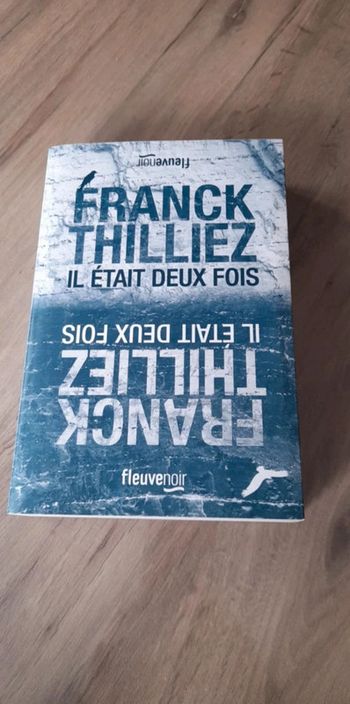 fleuvenoir
FRANCK
THILLIEZ
IL ÉTAIT DEUX FOIS
IL ÉTAIT DEUX FOIS
THILLIEZ
FRANCK
fleuvenoir